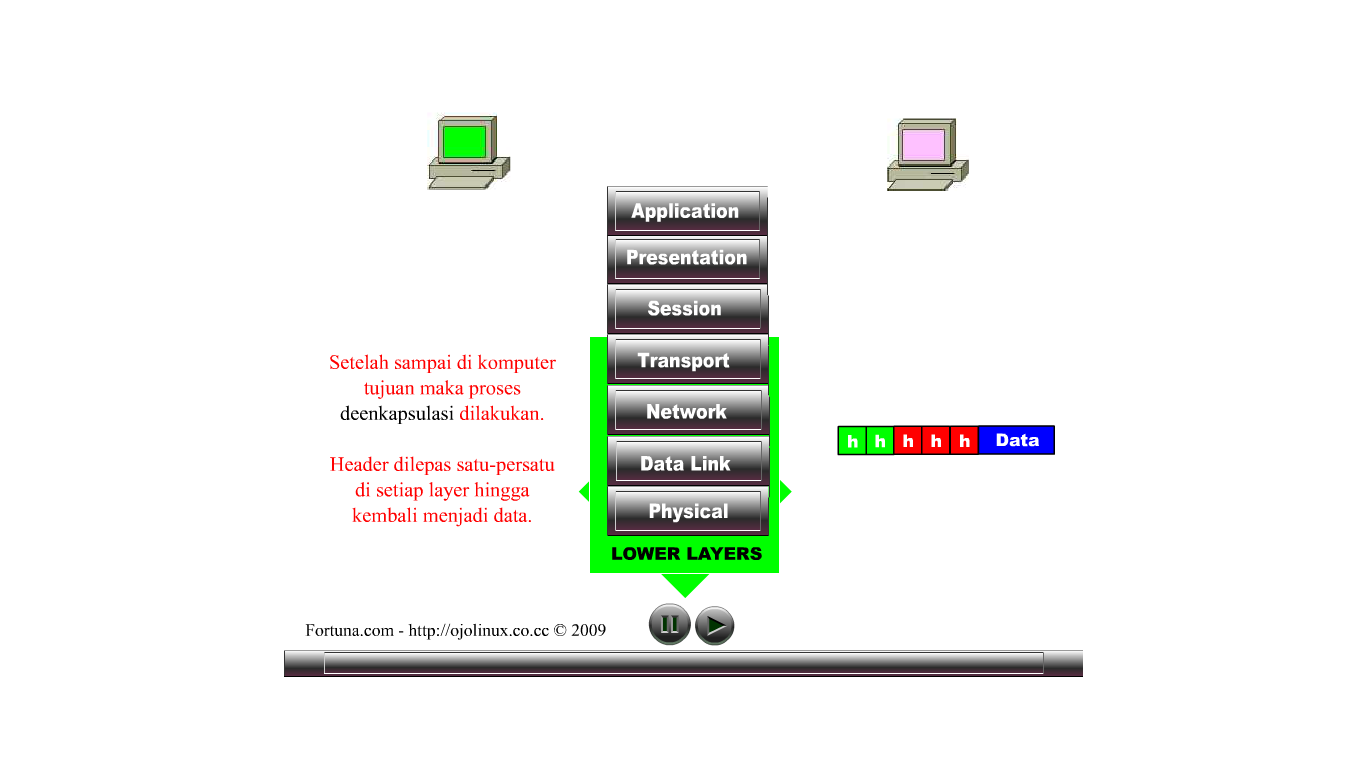 Application
Presentation
Session
Transport
Network
Data Link
Physical
LOWER LAYERS
Setelah sampai di komputer
tujuan maka proses
deenkapsulasi dilakukan.
Header dilepas satu-persatu
di setiap layer hingga
kembali menjadi data.
h h h h h Data
Fortuna.com - http://ojolinux.co.cc © 2009